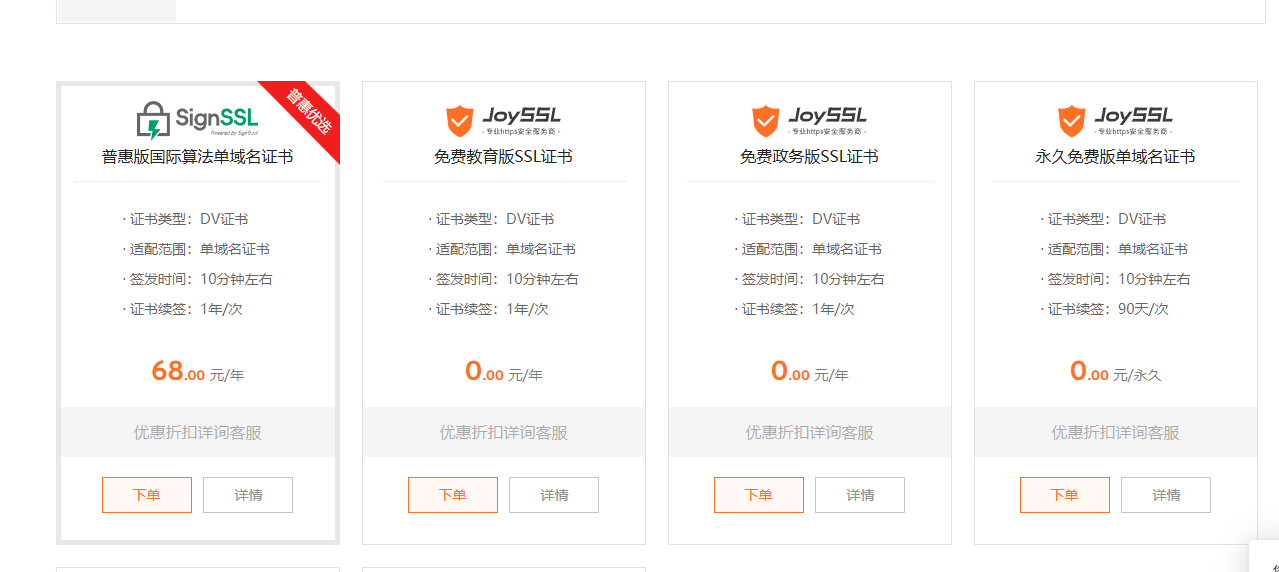 SignSSL
Powered by SignTrust
普惠优选
普惠版国际算法单域名证书
· 证书类型：DV证书
· 适配范围：单域名证书
· 签发时间：10分钟左右
· 证书续签：1年/次
68.00 元/年
优惠折扣详询客服
下单
详情
JoySSL
- 专业https安全服务商 -
免费教育版SSL证书
· 证书类型：DV证书
· 适配范围：单域名证书
· 签发时间：10分钟左右
· 证书续签：1年/次
0.00 元/年
优惠折扣详询客服
下单
详情
JoySSL
- 专业https安全服务商 -
免费政务版SSL证书
· 证书类型：DV证书
· 适配范围：单域名证书
· 签发时间：10分钟左右
· 证书续签：1年/次
0.00 元/年
优惠折扣详询客服
下单
详情
JoySSL
- 专业https安全服务商 -
永久免费版单域名证书
· 证书类型：DV证书
· 适配范围：单域名证书
· 签发时间：10分钟左右
· 证书续签：90天/次
0.00 元/永久
优惠折扣详询客服
下单
详情